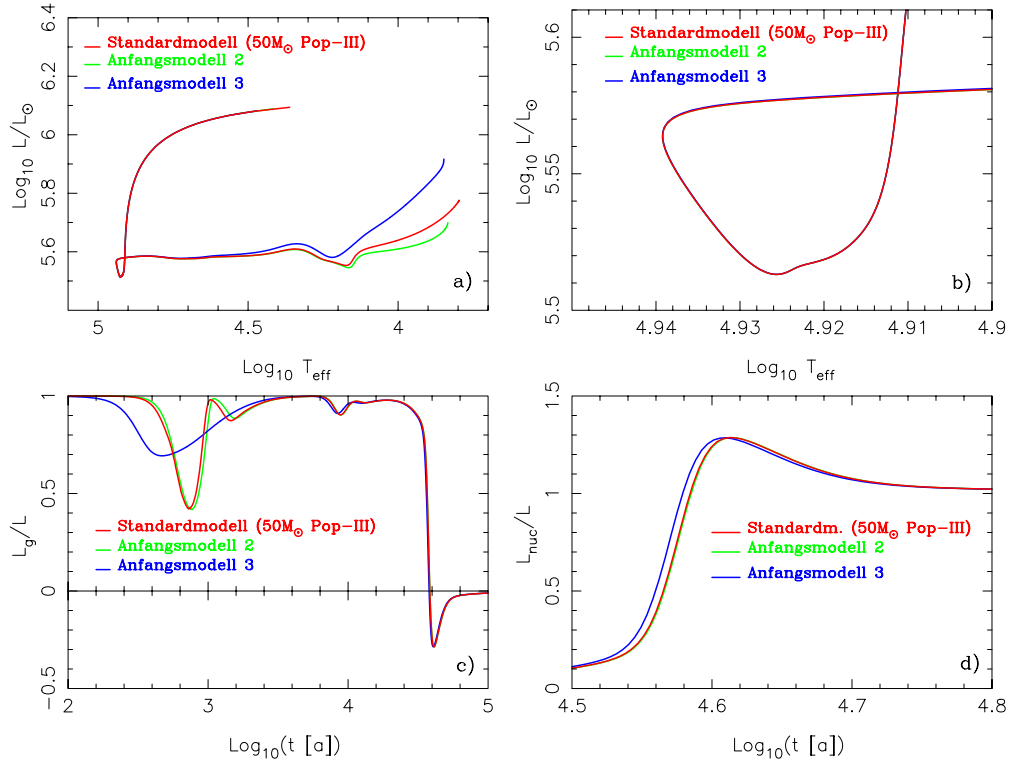 6.4
6.2
6
5.8
5.6
Log10 L/L⊙
Standardmodell (50M⊙ Pop-III)
Anfangsmodell 2
Anfangsmodell 3
a)
5
4.5
4
Log10 Teff
5.6
5.55
5.5
Log10 L/L⊙
Standardmodell (50M⊙ Pop-III)
Anfangsmodell 2
Anfangsmodell 3
b)
4.94
4.93
4.92
4.91
4.9
Log10 Teff
1
0.5
0
-0.5
Lg/L
Standardmodell (50M⊙ Pop-III)
Anfangsmodell 2
Anfangsmodell 3
c)
2
3
4
5
Log10(t [a])
1.5
1
0.5
0
Lnuc/L
Standardm. (50M⊙ Pop-III)
Anfangsmodell 2
Anfangsmodell 3
d)
4.5
4.6
4.7
4.8
Log10(t [a])